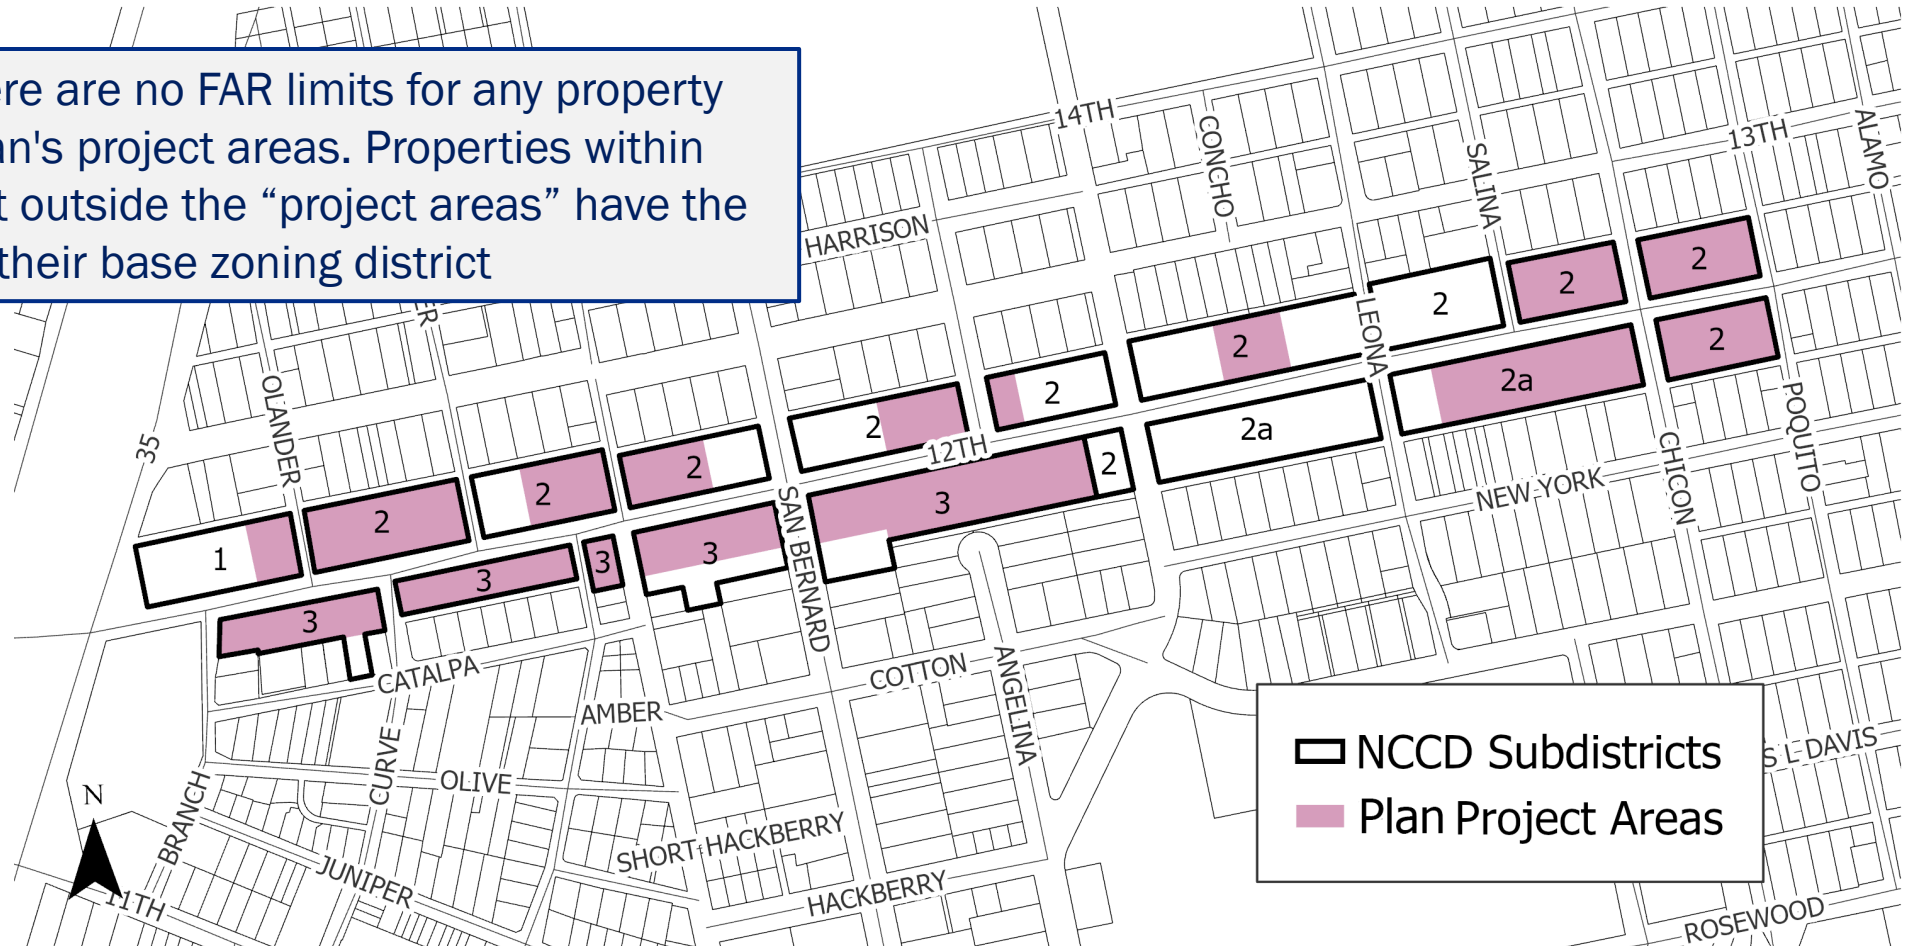 ere are no FAR limits for any property
an's project areas. Properties within
t outside the “project areas” have the
their base zoning district
14TH
CONCHO
13TH
ALAMO
SALINA
HARRISON
ER
LEONA
35
OLANDER
2
2
2
2
2
2
2
2
2
2
2
2a
2a
2
1
3
3
3
3
3
12TH
SAN BERNARD
NEW YORK
CHICON
POQUITO
CATALPA
COTTON
ANGELINA
AMBER
CURVE
OLIVE
BRANCH
JUNIPER
SHORT HACKBERRY
HACKBERRY
11TH
N
NCCD Subdistricts
Plan Project Areas
S L DAVIS
ROSEWOOD